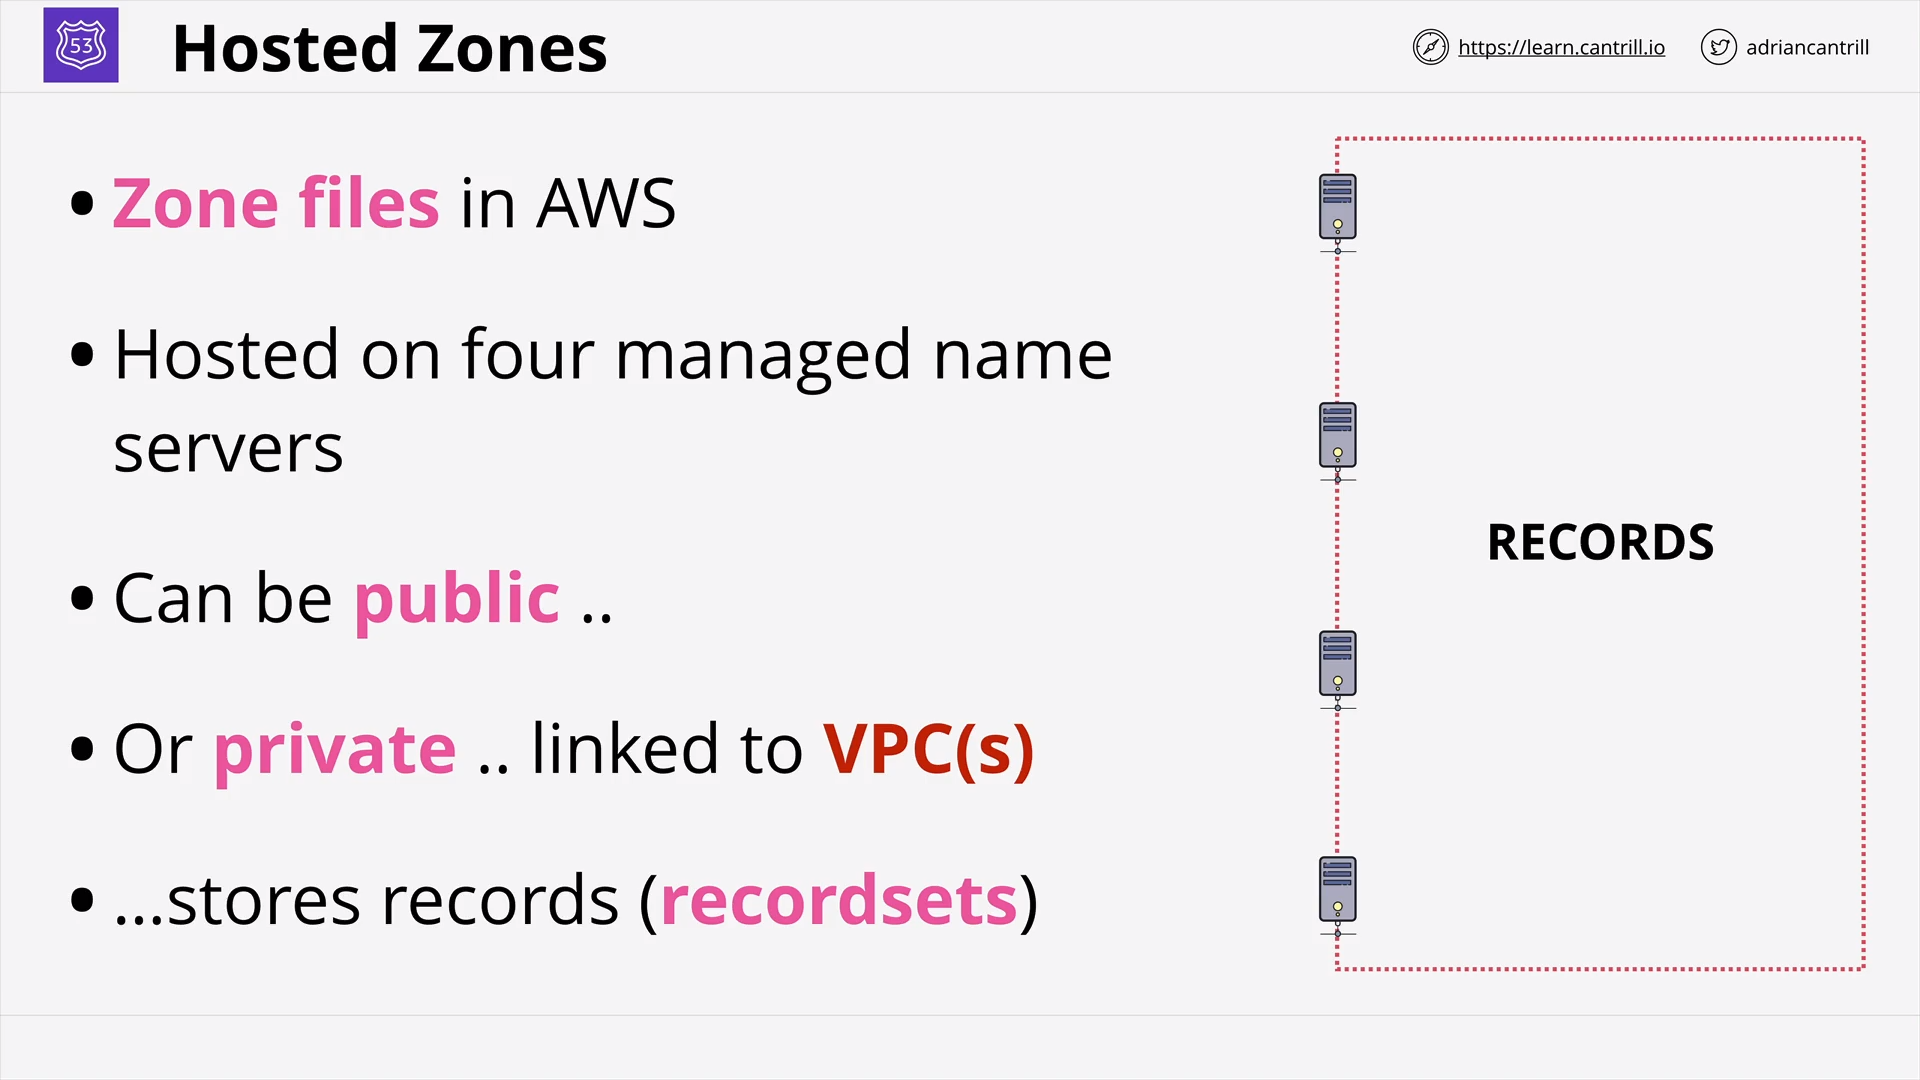 53
Hosted Zones
https://learn.cantrill.io
adriancantrill
• Zone files in AWS
• Hosted on four managed name
servers
• Can be public ..
• Or private .. linked to VPC(s)
• ...stores records (recordsets)
RECORDS